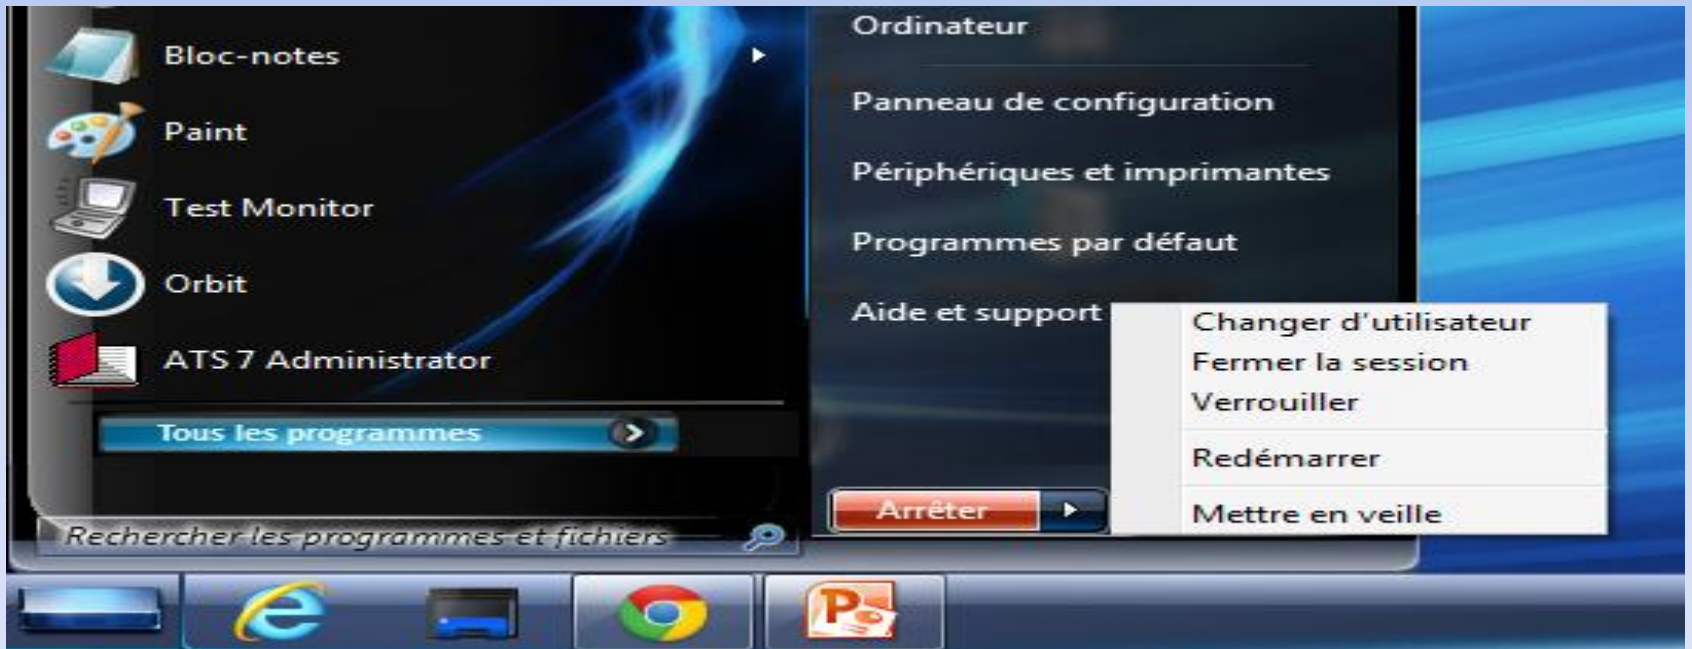 Bloc-notes
Paint
Test Monitor
Orbit
ATS 7 Administrator
Tous les programmes
Rechercher les programmes et fichiers
Ordinateur
Panneau de configuration
Périphériques et imprimantes
Programmes par défaut
Aide et support
Arrêter
Changer d'utilisateur
Fermer la session
Verrouiller
Redémarrer
Mettre en veille